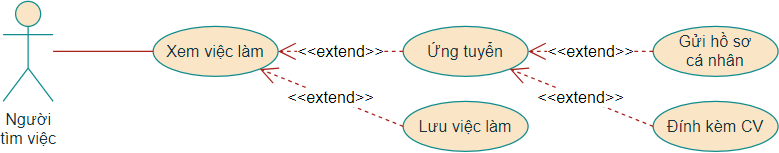 Xem việc làm
<<extend>>
Ứng tuyển
<<extend>>
Gửi hồ sơ
cá nhân
<<extend>>
<<extend>>
Người
tìm việc
Lưu việc làm
Đính kèm CV